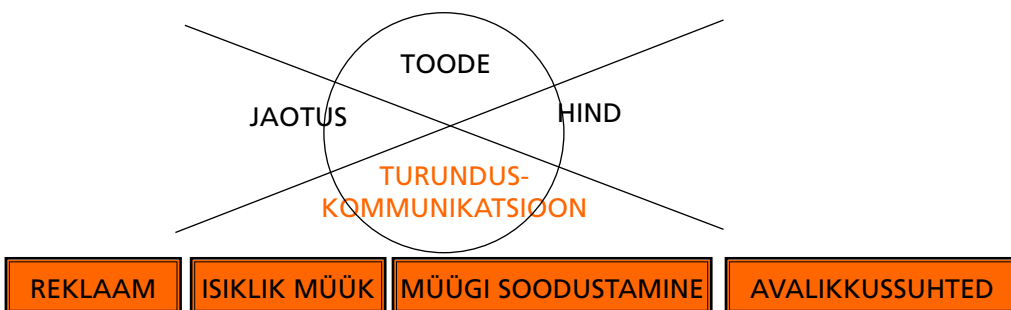 TOODE
JAOTUS
HIND
TURUNDUS-
KOMMUNIKATSIOON
REKLAAM
ISIKLIK MÜÜK
MÜÜGI SOODUSTAMINE
AVALIKKUSSUHTED